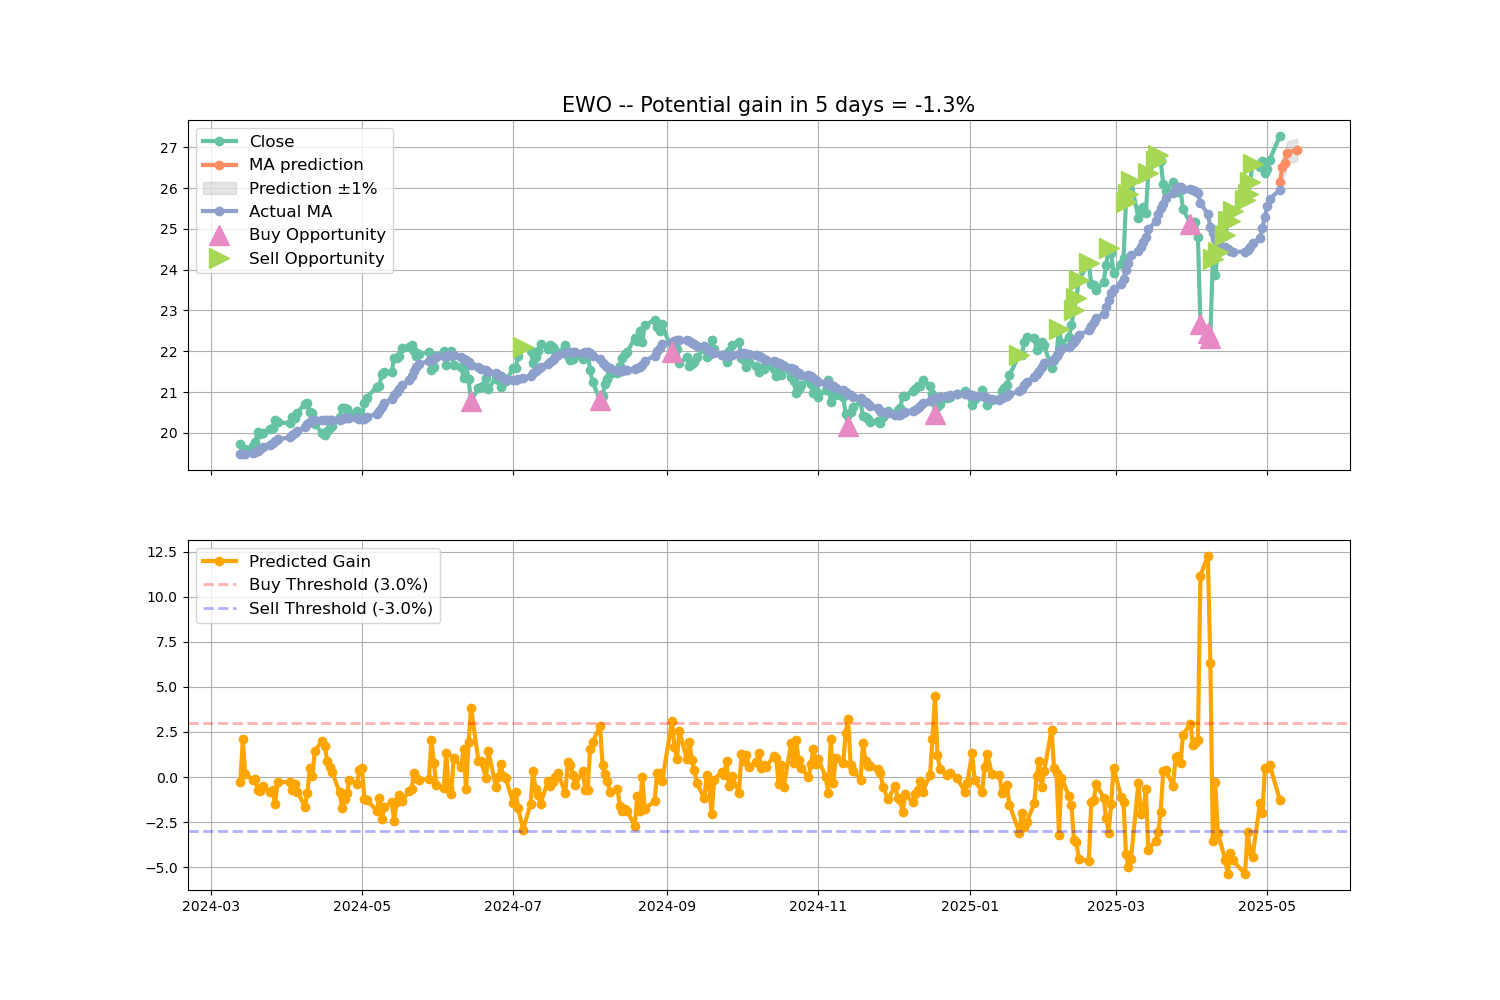 EWO -- Potential gain in 5 days = -1.3%
27
26
25
24
23
22
21
20
Close
MA prediction
Prediction ±1%
Actual MA
Buy Opportunity
Sell Opportunity
12.5
10.0
7.5
5.0
2.5
0.0
−2.5
−5.0
Predicted Gain
Buy Threshold (3.0%)
Sell Threshold (-3.0%)
2024-03 2024-05 2024-07 2024-09 2024-11 2025-01 2025-03 2025-05